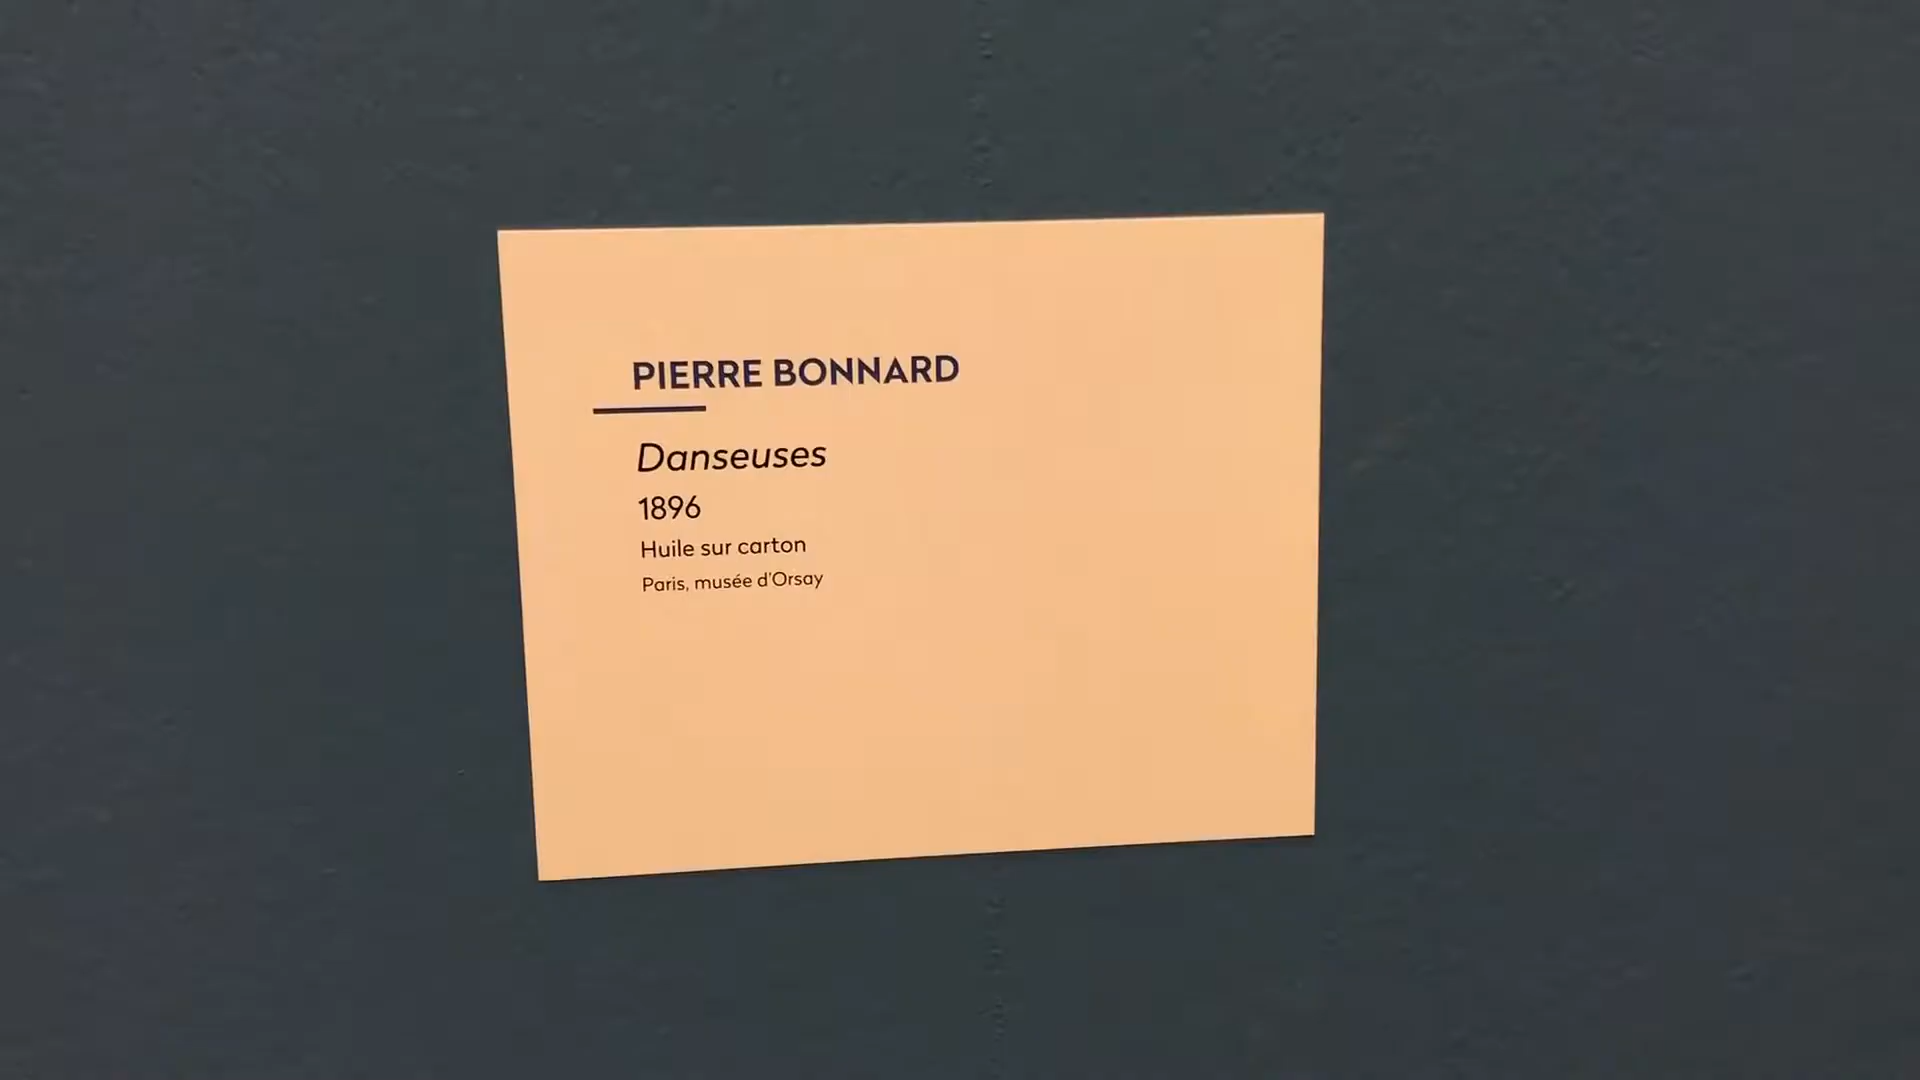 PIERRE BONNARD
Danseuses
1896
Huile sur carton
Paris, musée d'Orsay